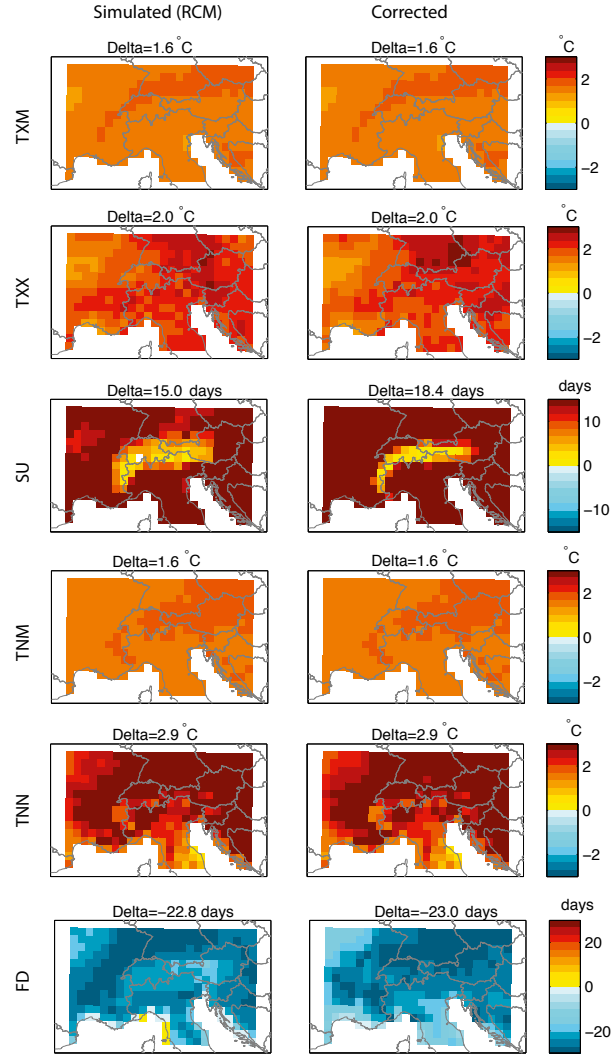 Simulated (RCM) Corrected
Delta=1.6 °C Delta=1.6 °C °C
TXM
2
0
−2
Delta=2.0 °C Delta=2.0 °C °C
TXX
2
0
−2
Delta=15.0 days Delta=18.4 days days
SU
10
0
−10
Delta=1.6 °C Delta=1.6 °C °C
TNM
2
0
−2
Delta=2.9 °C Delta=2.9 °C °C
TNN
2
0
−2
Delta=−22.8 days Delta=−23.0 days days
FD
20
10
0
−10
−20